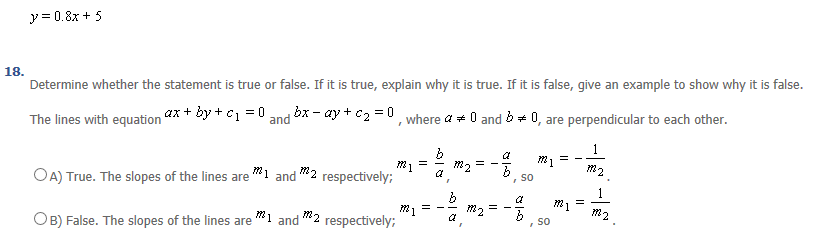 y = 0.8x + 5
18.
Determine whether the statement is true or false. If it is true, explain why it is true. If it is false, give an example to show why it is false.
The lines with equation ax + by + c₁ = 0 and bx − ay + c₂ = 0, where a ≠ 0 and b ≠ 0, are perpendicular to each other.
A) True. The slopes of the lines are m₁ and m₂ respectively; m₁ = b/a, m₂ = −a/b, so m₁ = −1/m₂.
B) False. The slopes of the lines are m₁ and m₂ respectively; m₁ = −b/a, m₂ = −a/b, so m₁ = 1/m₂.